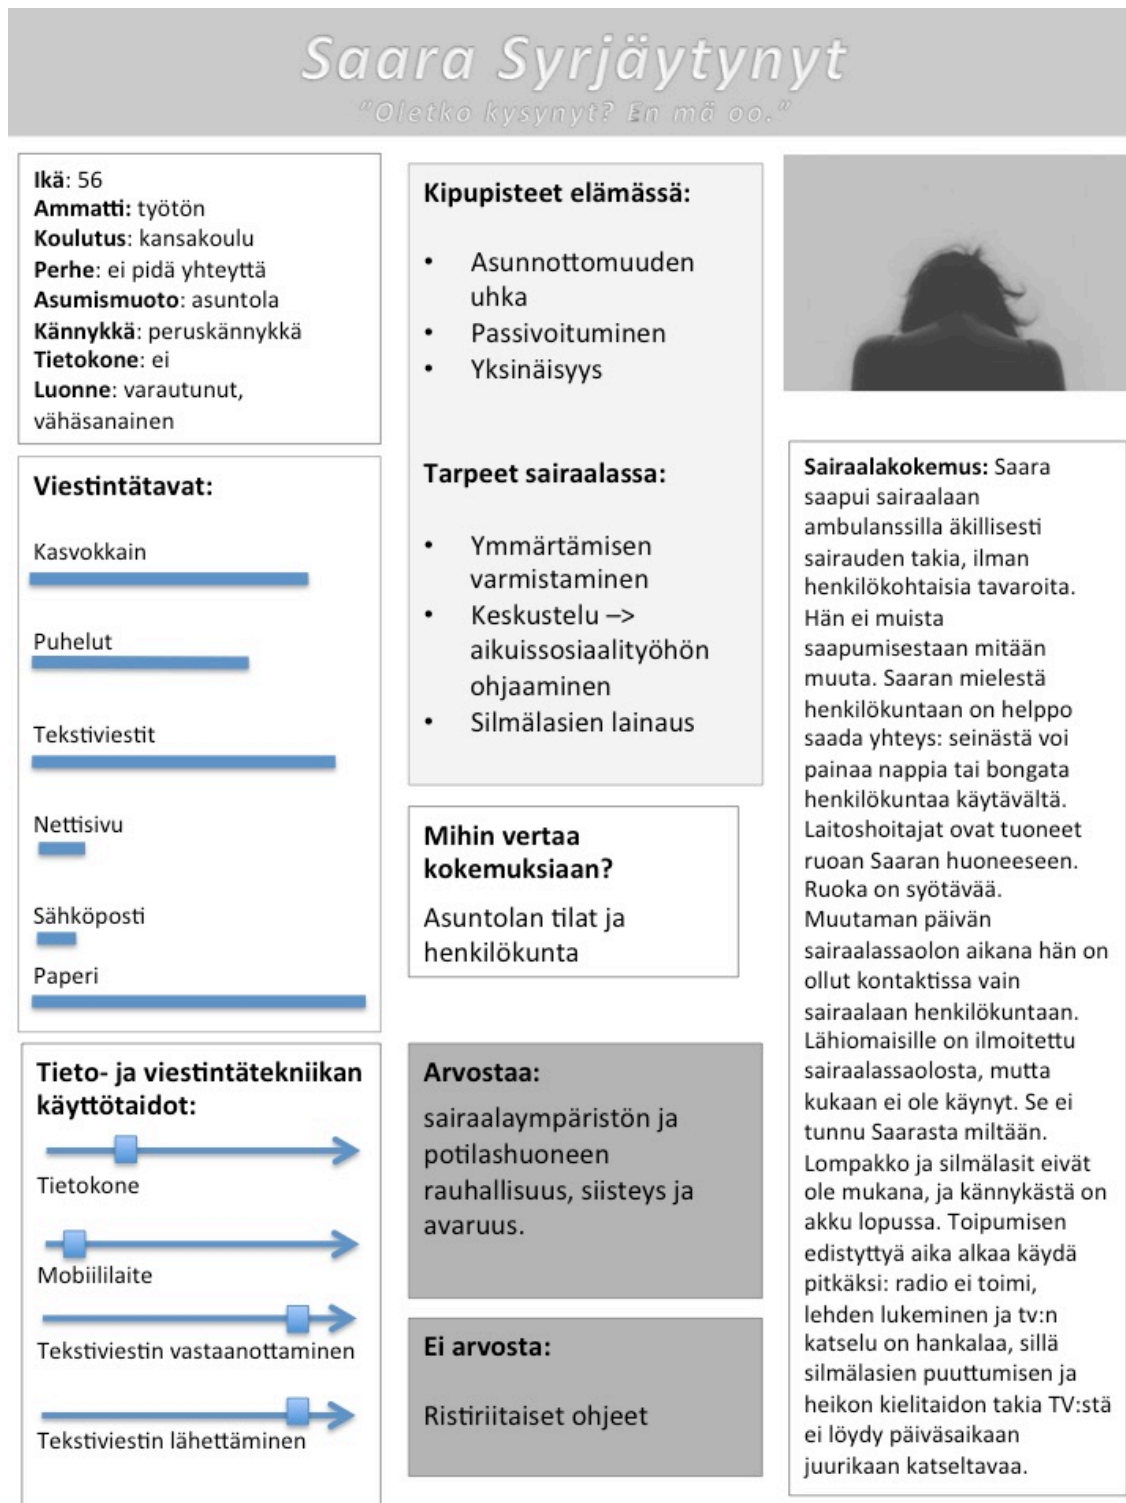 Saara Syrjäytynyt
"Oletko kysynyt? En mä oo."
Ikä: 56
Ammatti: työtön
Koulutus: kansakoulu
Perhe: ei pidä yhteyttä
Asumismuoto: asuntola
Kännykkä: peruskännykkä
Tietokone: ei
Luonne: varautunut,
vähäsanainen
Viestintätavat:
Kasvokkain
Puhelut
Tekstiviestit
Nettisivu
Sähköposti
Paperi
Tieto- ja viestintätekniikan
käyttötaidot:
Tietokone
Mobiililaite
Tekstiviestin vastaanottaminen
Tekstiviestin lähettäminen
Kipupisteet elämässä:
• Asunnottomuuden
uhka
• Passivoituminen
• Yksinäisyys
Tarpeet sairaalassa:
• Ymmärtämisen
varmistaminen
• Keskustelu –>
aikuissosiaalityöhön
ohjaaminen
• Silmälasien lainaus
Mihin vertaa
kokemuksiaan?
Asuntolan tilat ja
henkilökunta
Arvostaa:
sairaalaympäristön ja
potilashuoneen
rauhallisuus, siisteys ja
avaruus.
Ei arvosta:
Ristiriitaiset ohjeet
Sairaalakokemus: Saara
saapui sairaalaan
ambulanssilla äkillisesti
sairauden takia, ilman
henkilökohtaisia tavaroita.
Hän ei muista
saapumisestaan mitään
muuta. Saaran mielestä
henkilökuntaan on helppo
saada yhteys: seinästä voi
painaa nappia tai bongata
henkilökuntaa käytävältä.
Laitoshoitajat ovat tuoneet
ruoan Saaran huoneeseen.
Ruoka on syötävää.
Muutaman päivän
sairaalassaolon aikana hän on
ollut kontaktissa vain
sairaalaan henkilökuntaan.
Lähiomaisille on ilmoitettu
sairaalassaolosta, mutta
kukaan ei ole käynyt. Se ei
tunnu Saarasta miltään.
Lompakko ja silmälasit eivät
ole mukana, ja kännykästä on
akku lopussa. Toipumisen
edistyttyä aika alkaa käydä
pitkäksi: radio ei toimi,
lehden lukeminen ja tv:n
katselu on hankalaa, sillä
silmälasien puuttumisen ja
heikon kielitaidon takia TV:stä
ei löydy päiväsaikaan
juurikaan katseltavaa.